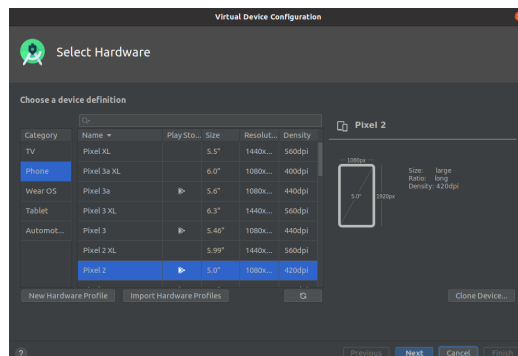 Virtual Device Configuration
Select Hardware
Choose a device definition
Category Name Play Sto... Size Resolut... Density
TV Pixel XL 5.5" 1440x... 560dpi
Phone Pixel 3a XL 6.0" 1080x... 400dpi
Wear OS Pixel 3a 5.6" 1080x... 440dpi
Tablet Pixel 3 XL 6.3" 1440x... 560dpi
Automot... Pixel 3 5.46" 1080x... 440dpi
Pixel 2 XL 5.99" 1440x... 560dpi
Pixel 2 5.0" 1080x... 420dpi
New Hardware Profile Import Hardware Profiles
Pixel 2
1080px
5.0" 1920px
Size: large
Ratio: long
Density: 420dpi
Clone Device...
? Previous Next Cancel Finish